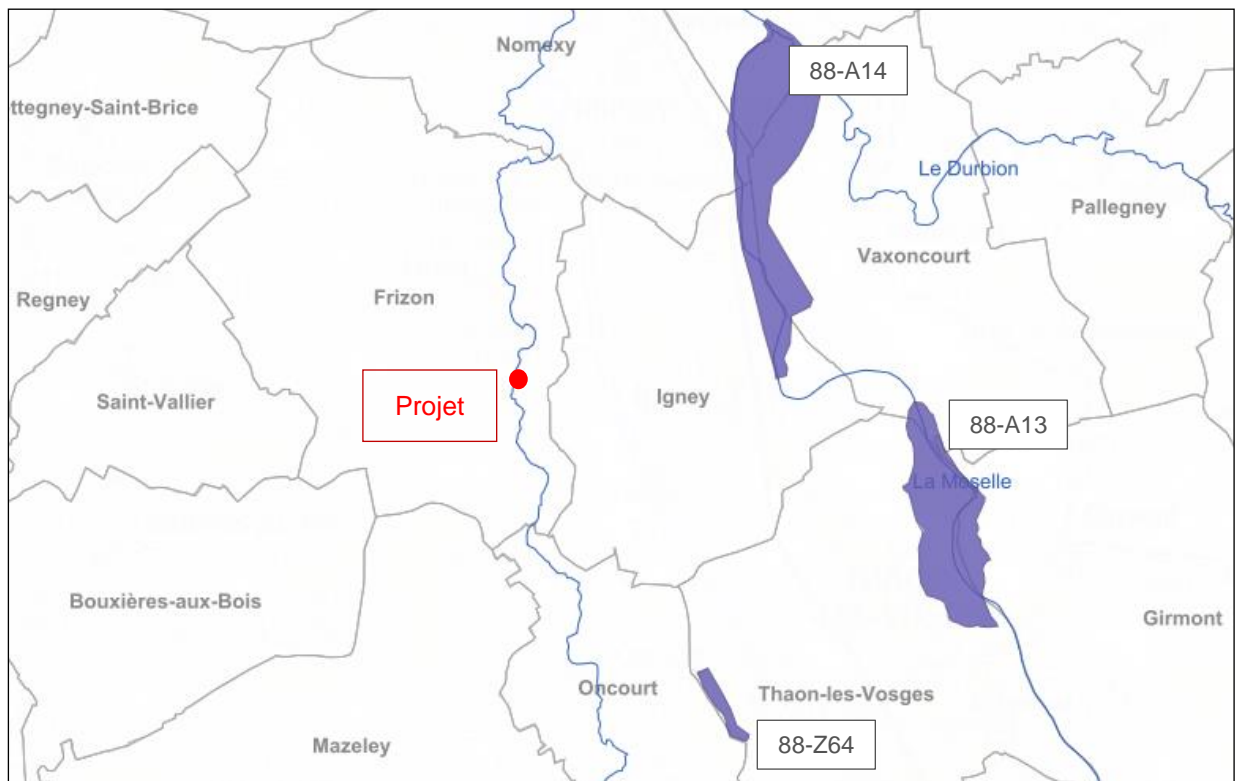 Nomexy
88-A14
ttegney-Saint-Brice
Le Durbion
Pallegney
Vaxoncourt
Regney
Frizon
Saint-Vallier
Projet
Igney
88-A13
La Moselle
Bouxières-aux-Bois
Girmont
Oncourt
Thaon-les-Vosges
Mazeley
88-Z64